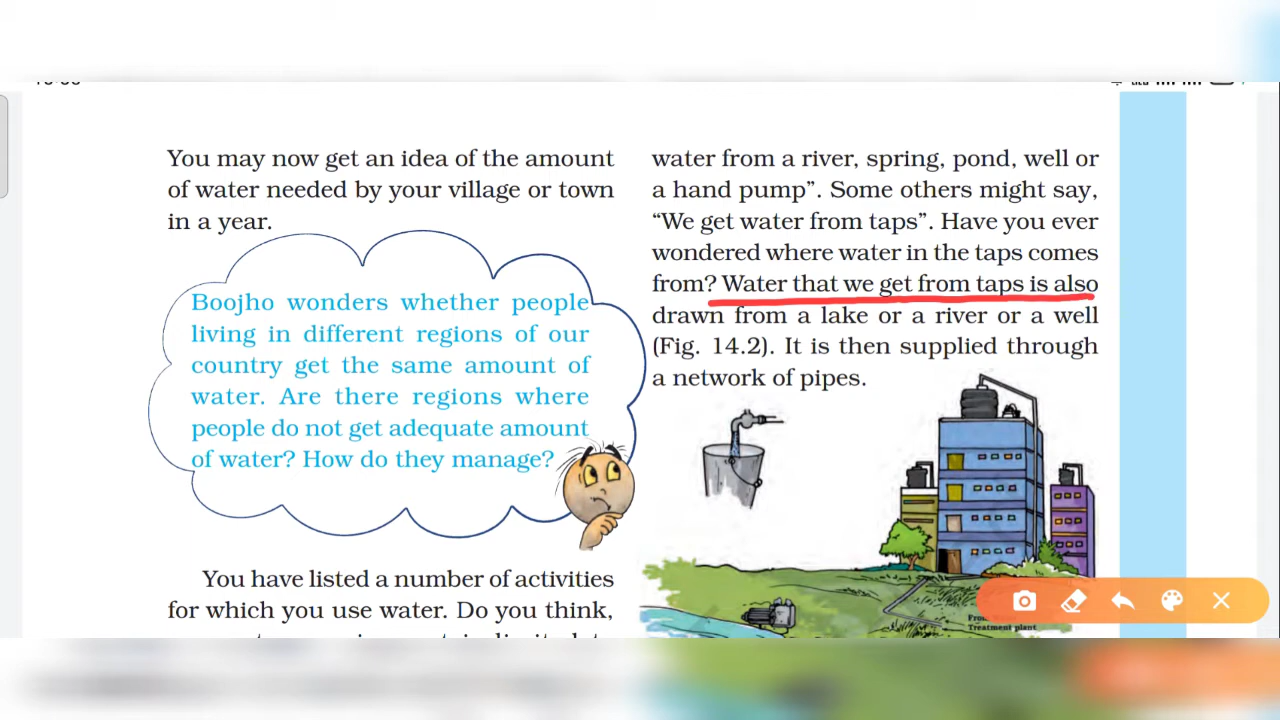 You may now get an idea of the amount
of water needed by your village or town
in a year.
Boojho wonders whether people
living in different regions of our
country get the same amount of
water. Are there regions where
people do not get adequate amount
of water? How do they manage?
You have listed a number of activities
for which you use water. Do you think,
water from a river, spring, pond, well or
a hand pump”. Some others might say,
“We get water from taps”. Have you ever
wondered where water in the taps comes
from? Water that we get from taps is also
drawn from a lake or a river or a well
(Fig. 14.2). It is then supplied through
a network of pipes.
Treatment plant